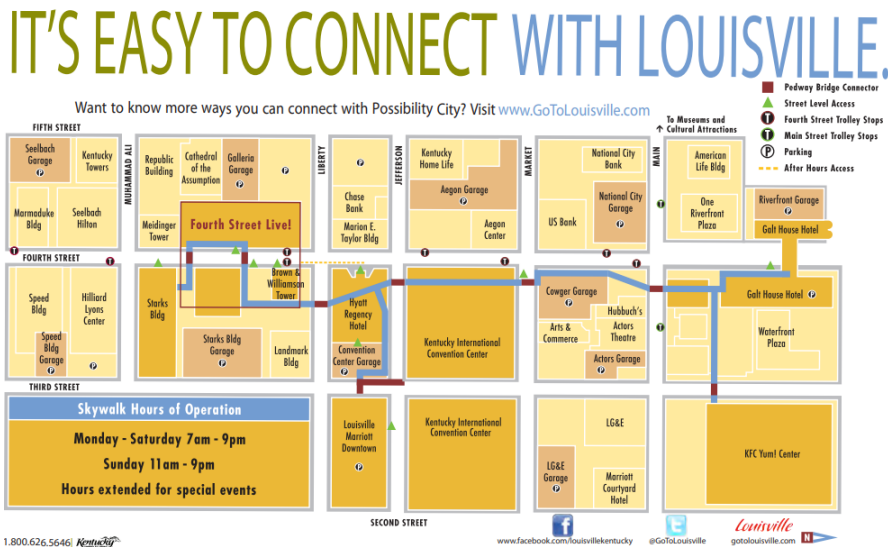 IT'S EASY TO CONNECT WITH LOUISVILLE.
Want to know more ways you can connect with Possibility City? Visit www.GoToLouisville.com
Pedway Bridge Connector
Street Level Access
T Fourth Street Trolley Stops
T Main Street Trolley Stops
P Parking
After Hours Access
To Museums and
Cultural Attractions
FIFTH STREET
MUHAMMAD ALI
LIBERTY
JEFFERSON
MARKET
MAIN
Seelbach
Garage
P
Kentucky
Towers
Marmaduke
Bldg
Seelbach
Hilton
Republic
Building
Cathedral
of the
Assumption
Galleria
Garage
P
P
Meidinger
Tower
Fourth Street Live!
P
Chase
Bank
Marion E.
Taylor Bldg
Kentucky
Home Life
Aegon Garage
P
Aegon
Center
National City
Bank
National City
Garage
P
US Bank
American
Life Bldg
One
Riverfront
Plaza
T
Riverfront Garage
P
Galt House Hotel
T
T
T
T
FOURTH STREET
T
T
T
T
Speed
Bldg
Hilliard
Lyons
Center
Speed
Bldg
Garage
P
P
Starks
Bldg
Brown &
Williamson
Tower
Starks Bldg
Garage
P
Landmark
Bldg
Hyatt
Regency
Hotel
Convention
Center Garage
P
Kentucky International
Convention Center
Cowger Garage
P
Hubbuch's
Arts &
Commerce
Actors
Theatre
Actors Garage
P
T
Galt House Hotel P
Waterfront
Plaza
THIRD STREET
Skywalk Hours of Operation
Monday - Saturday 7am - 9pm
Sunday 11am - 9pm
Hours extended for special events
Louisville
Marriott
Downtown
P
Kentucky International
Convention Center
LG&E
LG&E
Garage
P
Marriott
Courtyard
Hotel
KFC Yum! Center
SECOND STREET
1.800.626.5646| Kentucky
f
www.facebook.com/louisvillekentucky
t
@GoToLouisville
Louisville
gotolouisville.com
N